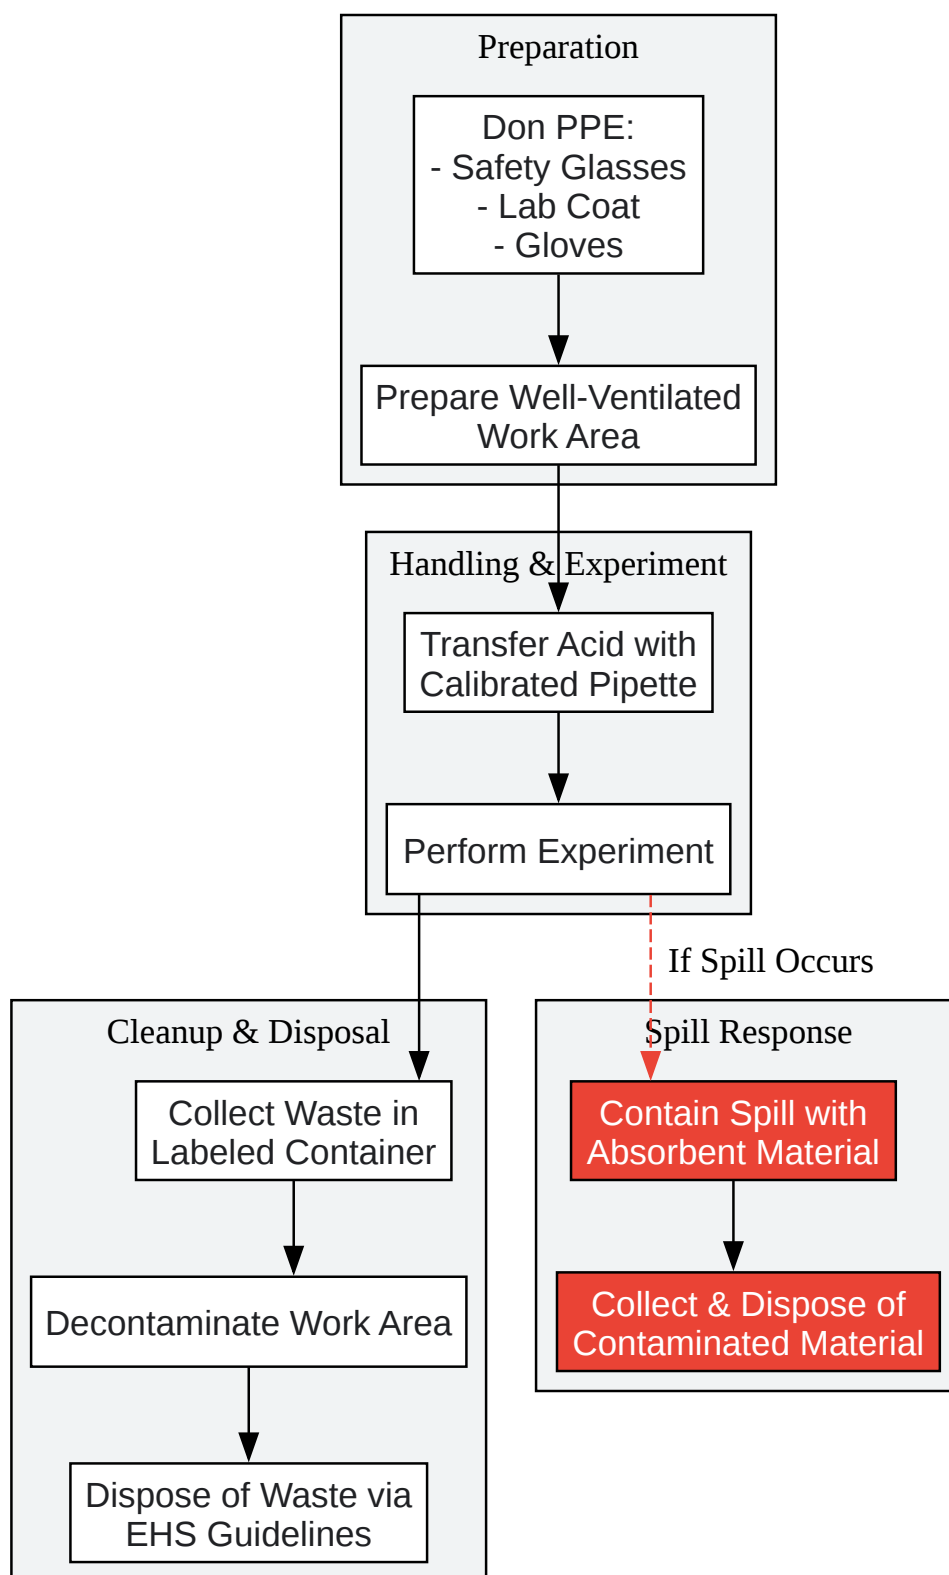 Preparation
Don PPE:
- Safety Glasses
- Lab Coat
- Gloves
Prepare Well-Ventilated
Work Area
Handling & Experiment
Transfer Acid with
Calibrated Pipette
Perform Experiment
If Spill Occurs
Cleanup & Disposal
Collect Waste in
Labeled Container
Decontaminate Work Area
Dispose of Waste via
EHS Guidelines
Spill Response
Contain Spill with
Absorbent Material
Collect & Dispose of
Contaminated Material